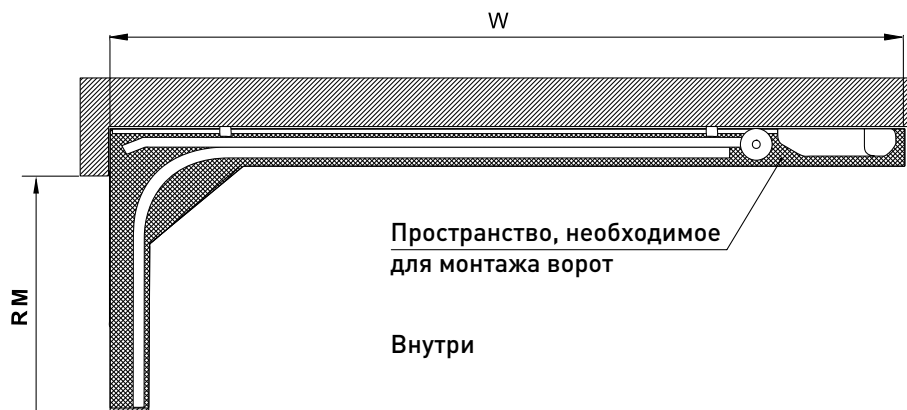 W
Пространство, необходимое
для монтажа ворот
RM
Внутри